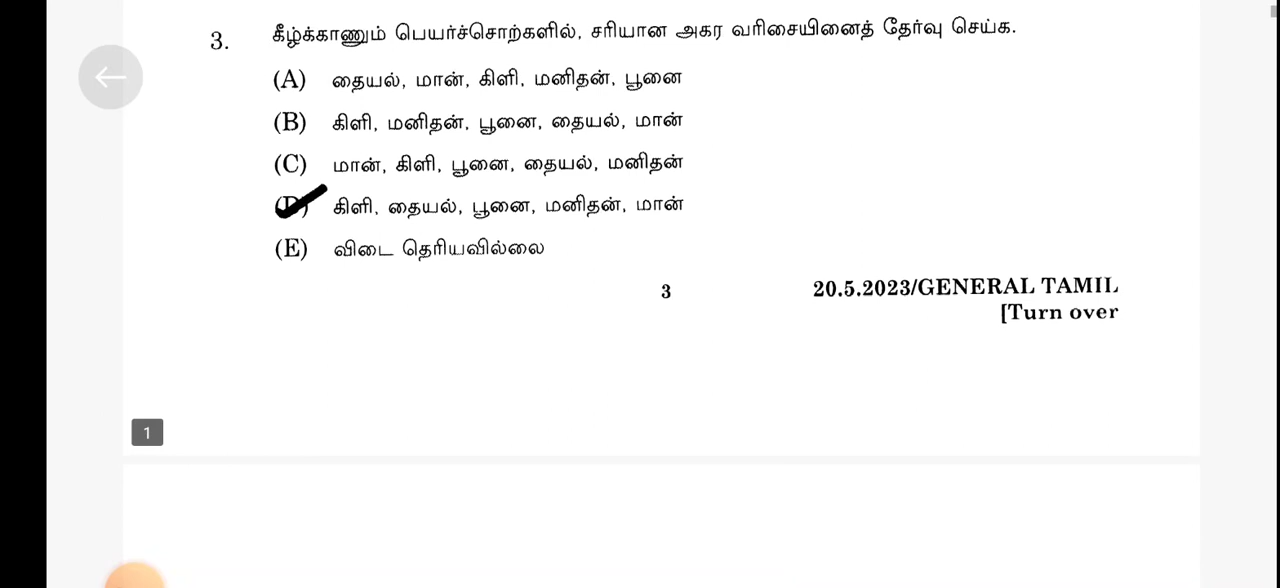 3. கீழ்க்காணும் பெயர்ச்சொற்களில், சரியான அகர வரிசையினைத் தேர்வு செய்க.
(A) தையல், மான், கிளி, மனிதன், பூனை
(B) கிளி, மனிதன், பூனை, தையல், மான்
(C) மான், கிளி, பூனை, தையல், மனிதன்
(D) கிளி, தையல், பூனை, மனிதன், மான்
(E) விடை தெரியவில்லை
3 20.5.2023/GENERAL TAMIL
[Turn over
1